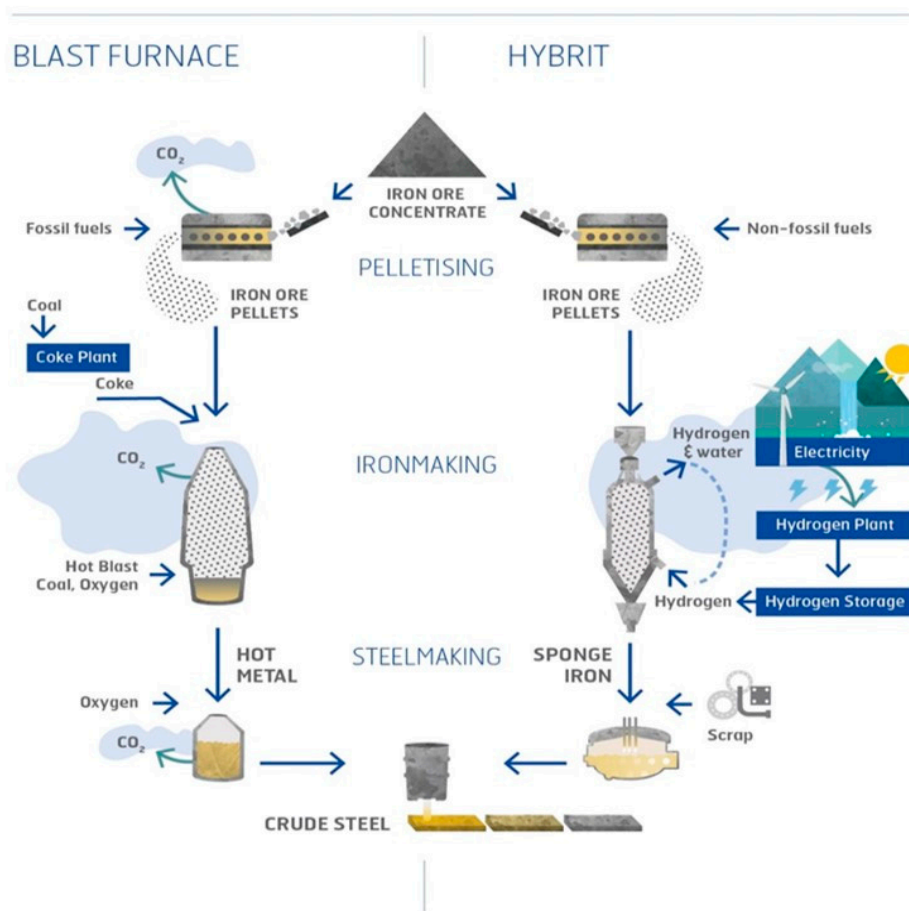 BLAST FURNACE
HYBRIT
CO₂
IRON ORE
CONCENTRATE
Fossil fuels
Non-fossil fuels
PELLETISING
IRON ORE
PELLETS
IRON ORE
PELLETS
Coal
Coke Plant
Coke
Hydrogen
& water
Electricity
CO₂
IRONMAKING
Hydrogen Plant
Hot Blast
Coal, Oxygen
Hydrogen
Hydrogen Storage
HOT
METAL
STEELMAKING
SPONGE
IRON
Oxygen
Scrap
CO₂
CRUDE STEEL